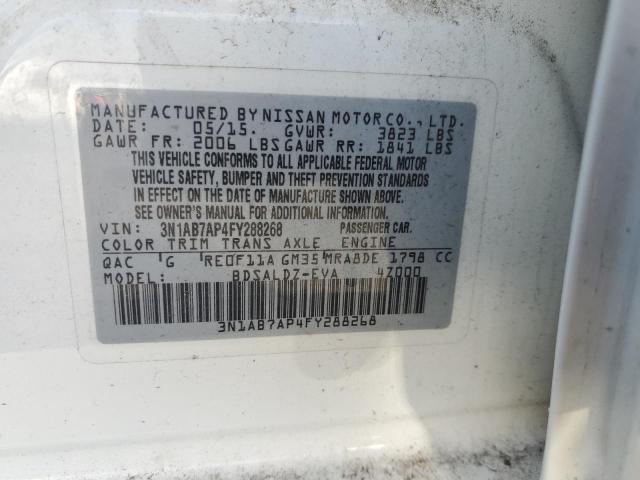 MANUFACTURED BY NISSAN MOTOR CO., LTD.
DATE: 05/15. GVWR: 3823 LBS
GAWR FR: 2006 LBS GAWR RR: 1841 LBS
THIS VEHICLE CONFORMS TO ALL APPLICABLE FEDERAL MOTOR
VEHICLE SAFETY, BUMPER AND THEFT PREVENTION STANDARDS
IN EFFECT ON THE DATE OF MANUFACTURE SHOWN ABOVE.
SEE OWNER'S MANUAL FOR ADDITIONAL INFORMATION.
VIN: 3N1AB7AP4FY288268 PASSENGER CAR.
COLOR TRIM TRANS AXLE ENGINE
QAC G RE0F11A GM35 MRA8DE 1798 CC
BDSALDZ-EVA 4Z000
3N1AB7AP4FY288268